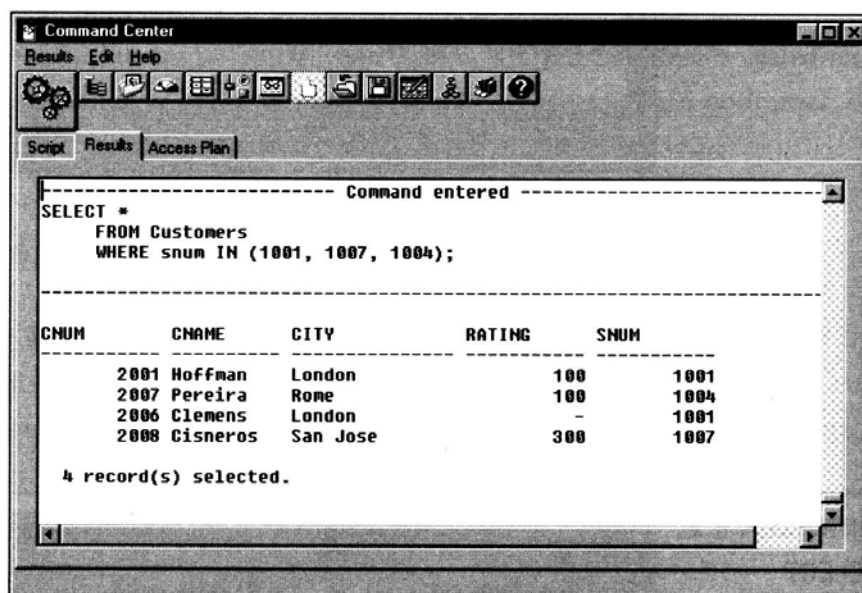 Command Center
Results Edit Help
Script Results Access Plan
---------------------------- Command entered ----------------------------
SELECT *
FROM Customers
WHERE snum IN (1001, 1007, 1004);
-------------------------------------------------------------------------
CNUM CNAME CITY RATING SNUM
----------- ---------- --------------- ----------- -----------
2001 Hoffman London 100 1001
2007 Pereira Rome 100 1004
2006 Clemens London - 1001
2008 Cisneros San Jose 300 1007
4 record(s) selected.